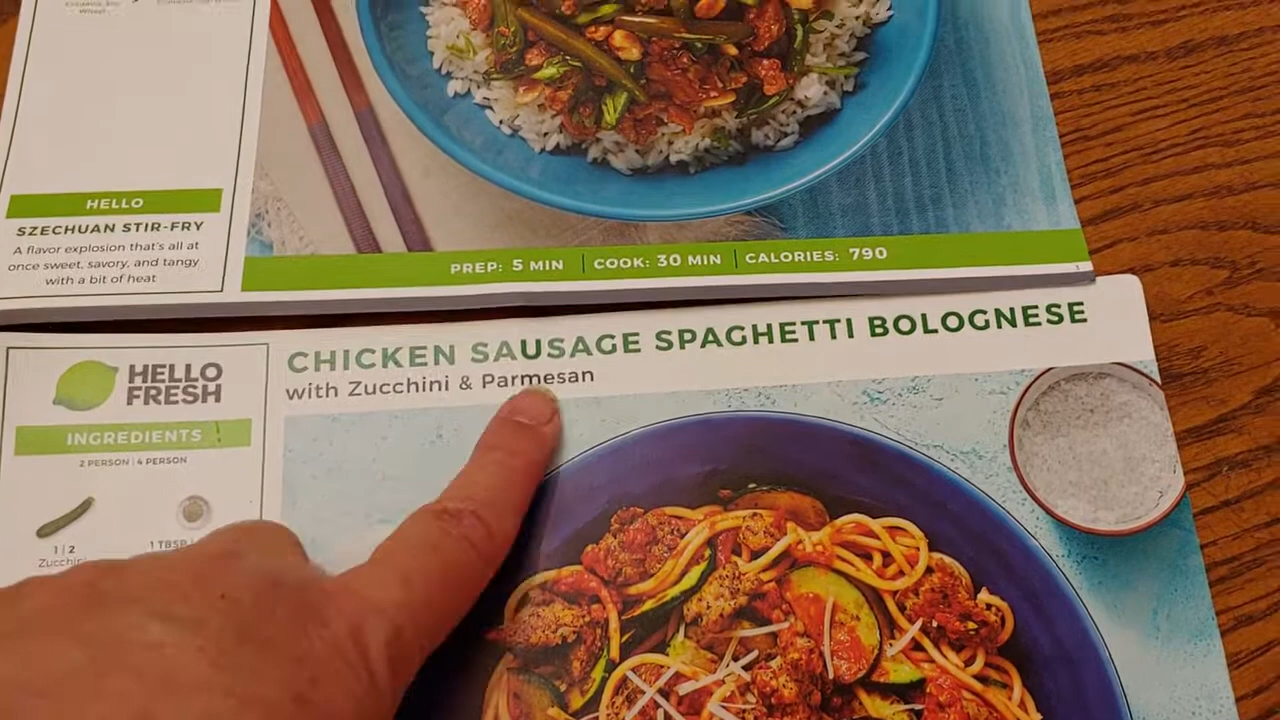 HELLO
SZECHUAN STIR-FRY
A flavor explosion that's all at
once sweet, savory, and tangy
with a bit of heat
PREP: 5 MIN | COOK: 30 MIN | CALORIES: 790
HELLO
FRESH
INGREDIENTS
2 PERSON | 4 PERSON
1 | 2
Zucchini
1 TBSP
CHICKEN SAUSAGE SPAGHETTI BOLOGNESE
with Zucchini & Parmesan